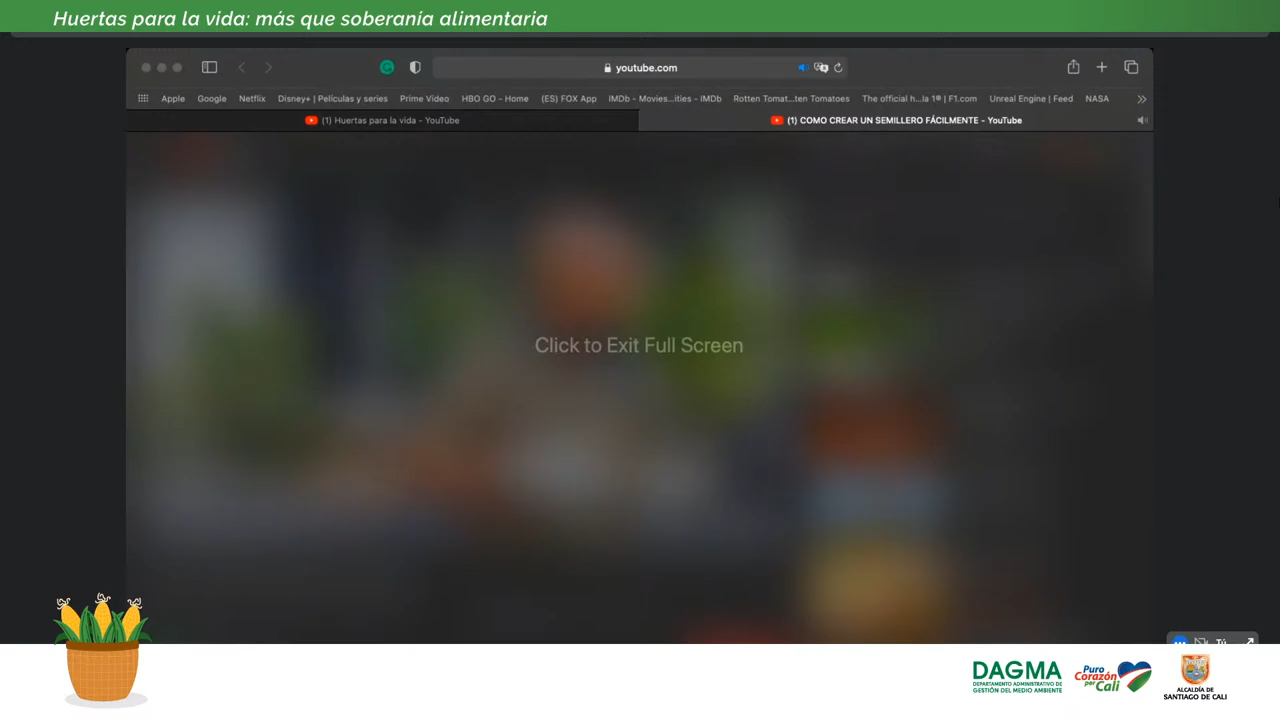 Huertas para la vida: más que soberanía alimentaria
youtube.com
Apple Google Netflix Disney+ | Películas y series Prime Video HBO GO - Home (ES) FOX App IMDb - Movies...ities - IMDb Rotten Tomat...ten Tomatoes The official h...la 1® | F1.com Unreal Engine | Feed NASA
(1) Huertas para la vida - YouTube (1) COMO CREAR UN SEMILLERO FÁCILMENTE - YouTube
Click to Exit Full Screen
Tú
DAGMA
DEPARTAMENTO ADMINISTRATIVO DE
GESTIÓN DEL MEDIO AMBIENTE
Puro
Corazón
por Cali
ALCALDÍA DE
SANTIAGO DE CALI